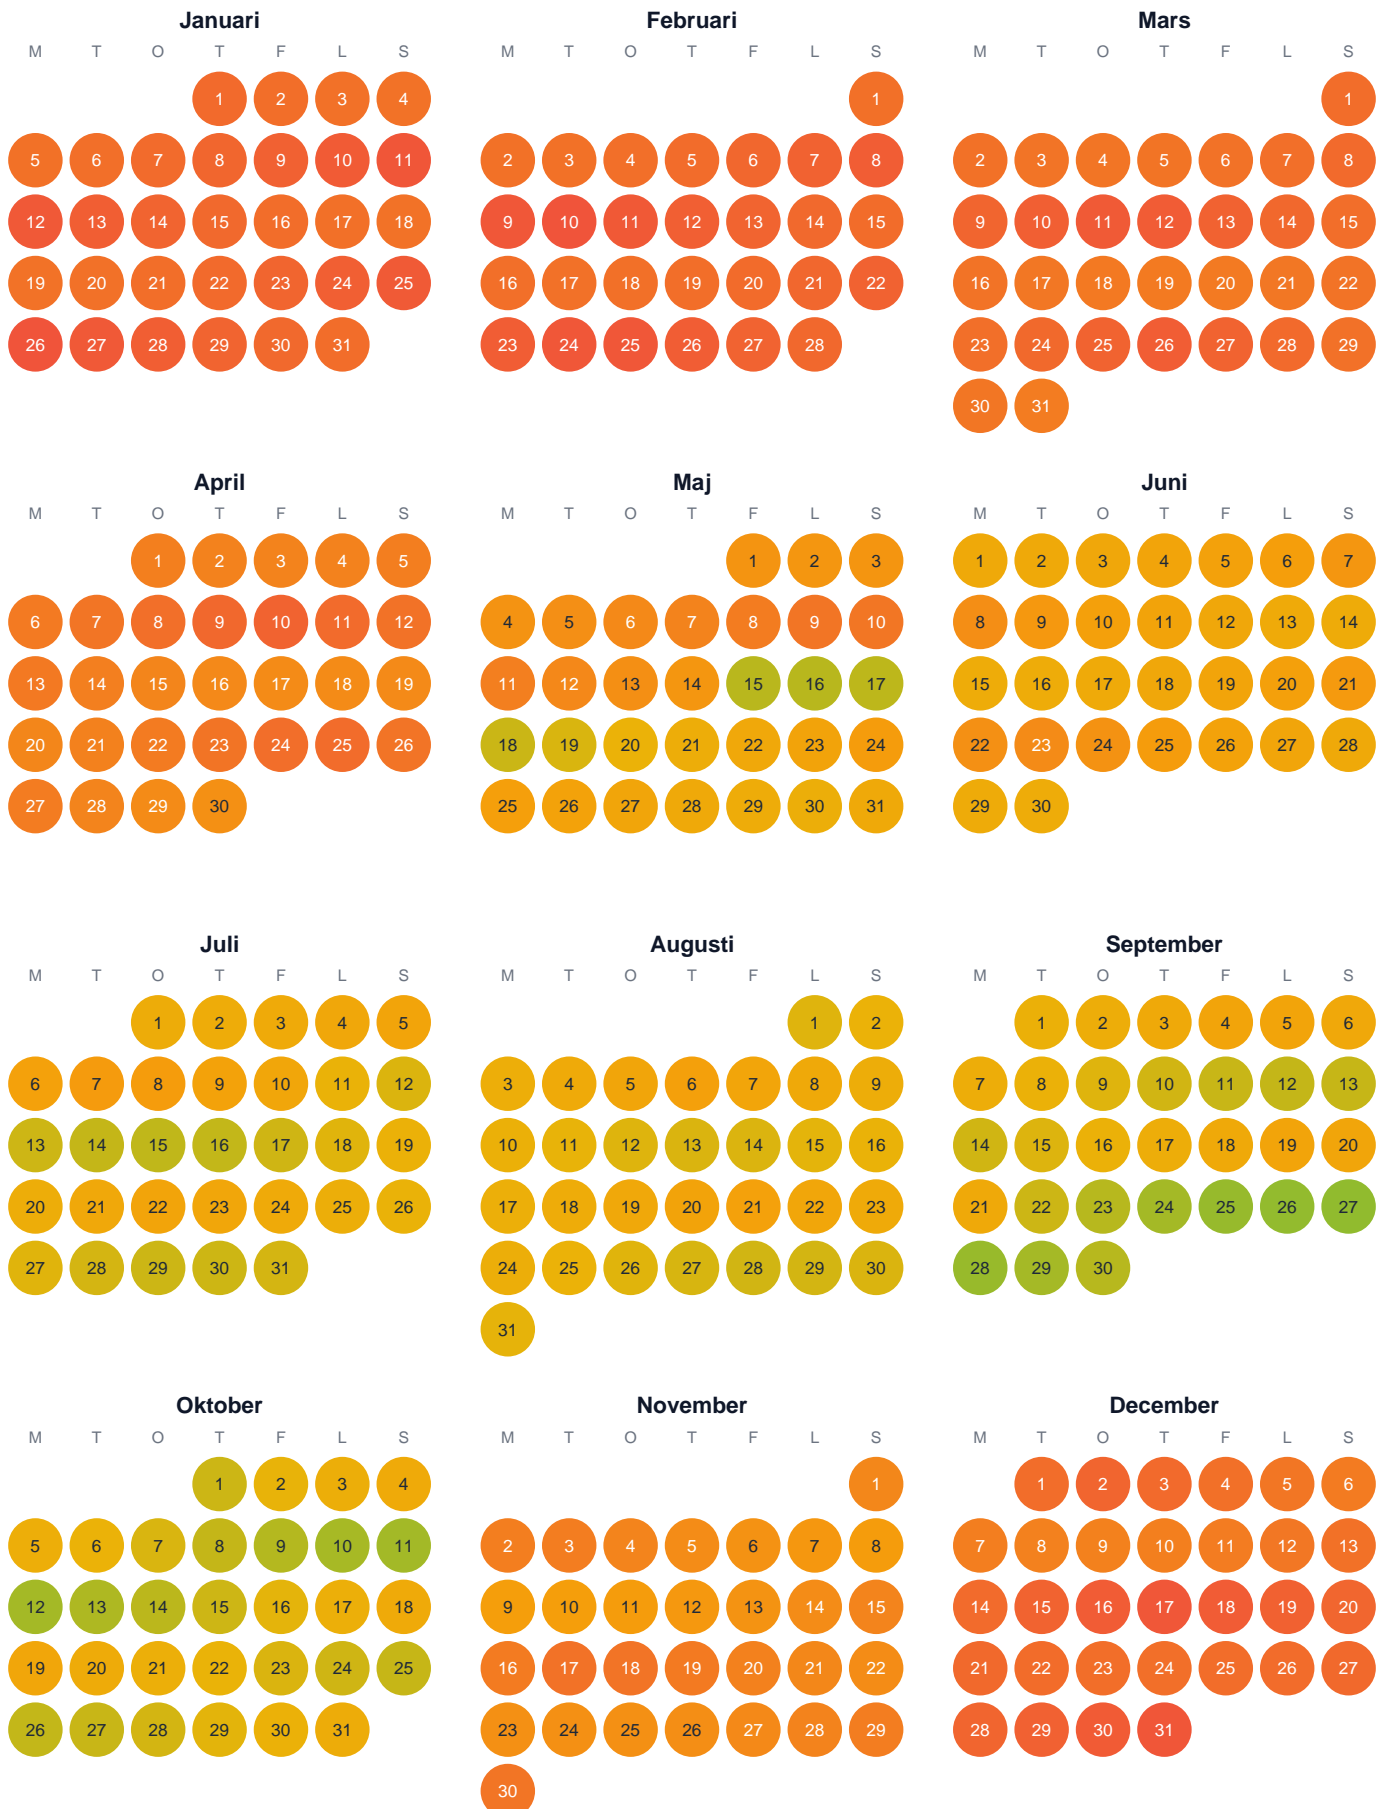 Januari Februari Mars
M T O T F L S M T O T F L S M T O T F L S
1 2 3 4 1 1
5 6 7 8 9 10 11 2 3 4 5 6 7 8 2 3 4 5 6 7 8
12 13 14 15 16 17 18 9 10 11 12 13 14 15 9 10 11 12 13 14 15
19 20 21 22 23 24 25 16 17 18 19 20 21 22 16 17 18 19 20 21 22
26 27 28 29 30 31 23 24 25 26 27 28 23 24 25 26 27 28 29
30 31
April Maj Juni
M T O T F L S M T O T F L S M T O T F L S
1 2 3 4 5 1 2 3 1 2 3 4 5 6 7
6 7 8 9 10 11 12 4 5 6 7 8 9 10 8 9 10 11 12 13 14
13 14 15 16 17 18 19 11 12 13 14 15 16 17 15 16 17 18 19 20 21
20 21 22 23 24 25 26 18 19 20 21 22 23 24 22 23 24 25 26 27 28
27 28 29 30 25 26 27 28 29 30 31 29 30
Juli Augusti September
M T O T F L S M T O T F L S M T O T F L S
1 2 3 4 5 1 2 1 2 3 4 5 6
6 7 8 9 10 11 12 3 4 5 6 7 8 9 7 8 9 10 11 12 13
13 14 15 16 17 18 19 10 11 12 13 14 15 16 14 15 16 17 18 19 20
20 21 22 23 24 25 26 17 18 19 20 21 22 23 21 22 23 24 25 26 27
27 28 29 30 31 24 25 26 27 28 29 30 28 29 30
31
Oktober November December
M T O T F L S M T O T F L S M T O T F L S
1 2 3 4 1 1 2 3 4 5 6
5 6 7 8 9 10 11 2 3 4 5 6 7 8 7 8 9 10 11 12 13
12 13 14 15 16 17 18 9 10 11 12 13 14 15 14 15 16 17 18 19 20
19 20 21 22 23 24 25 16 17 18 19 20 21 22 21 22 23 24 25 26 27
26 27 28 29 30 31 23 24 25 26 27 28 29 28 29 30 31
30